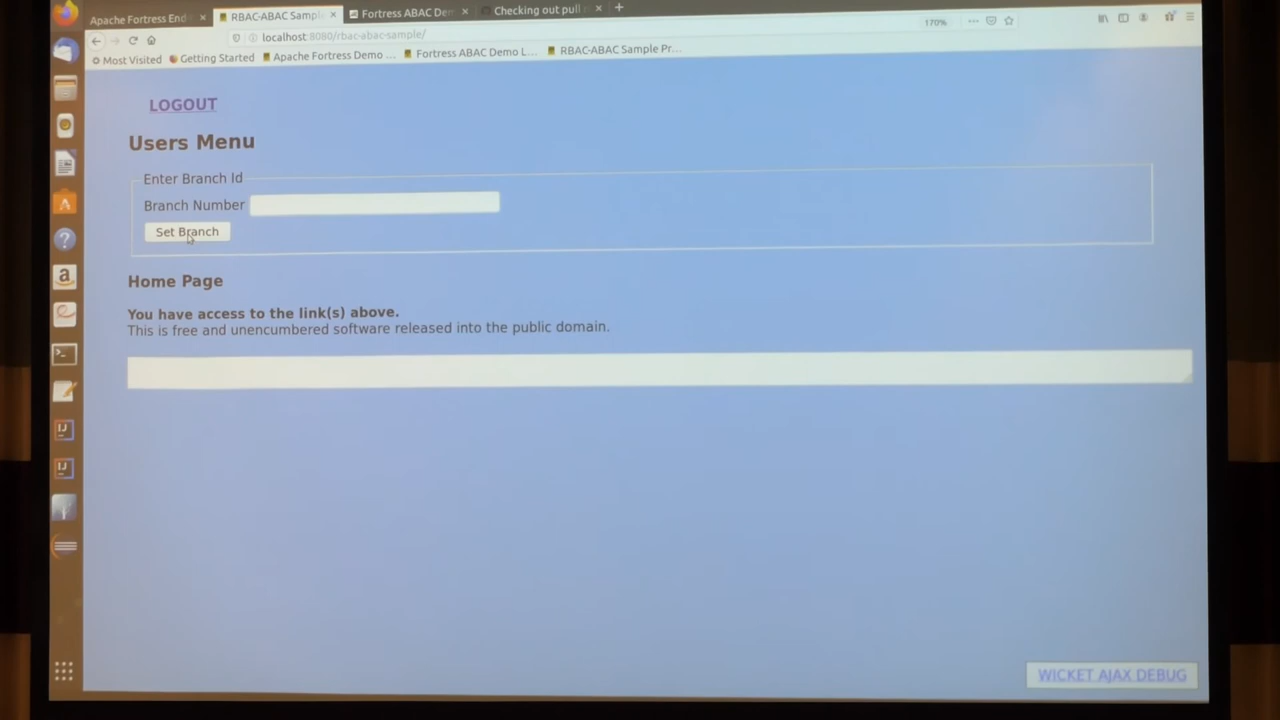 Apache Fortress End
RBAC-ABAC Sample
Fortress ABAC De
Checking out pull
localhost:8080/rbac-abac-sample/
170%
Most Visited
Getting Started
Apache Fortress Demo ...
Fortress ABAC Demo L...
RBAC-ABAC Sample Pr...
LOGOUT
Users Menu
Enter Branch Id
Branch Number
Set Branch
Home Page
You have access to the link(s) above.
This is free and unencumbered software released into the public domain.
WICKET AJAX DEBUG